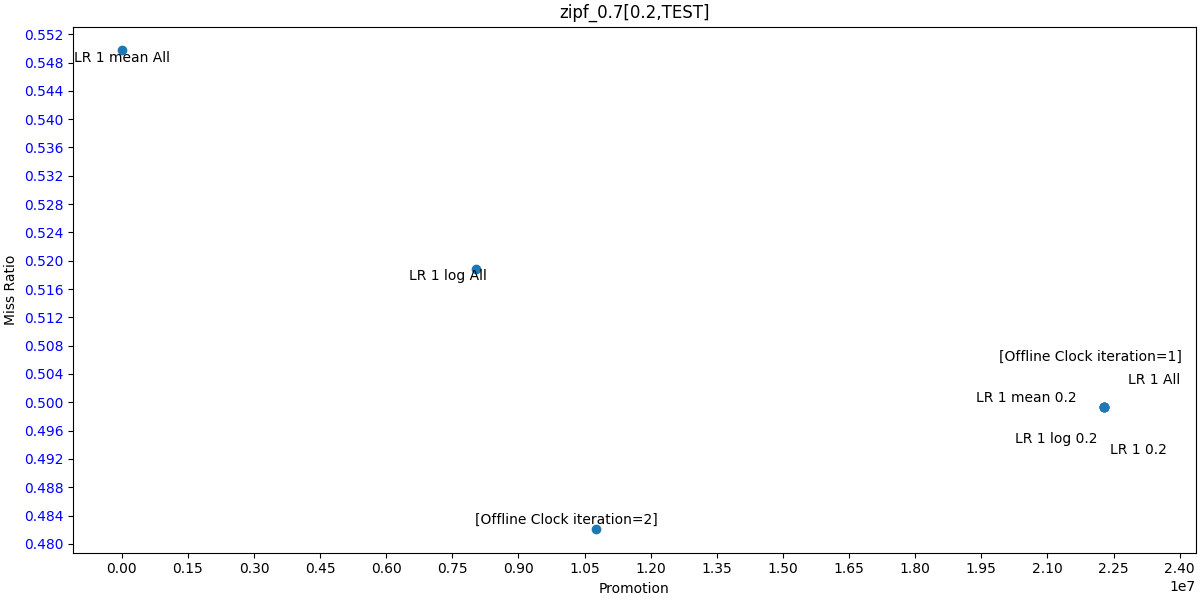 zipf_0.7[0.2,TEST]
0.552
0.548
0.544
0.540
0.536
0.532
0.528
0.524
0.520
0.516
0.512
0.508
0.504
0.500
0.496
0.492
0.488
0.484
0.480
Miss Ratio
LR 1 mean All
LR 1 log All
[Offline Clock iteration=1]
LR 1 All
LR 1 mean 0.2
LR 1 log 0.2
LR 1 0.2
[Offline Clock iteration=2]
0.00 0.15 0.30 0.45 0.60 0.75 0.90 1.05 1.20 1.35 1.50 1.65 1.80 1.95 2.10 2.25 2.40
1e7
Promotion